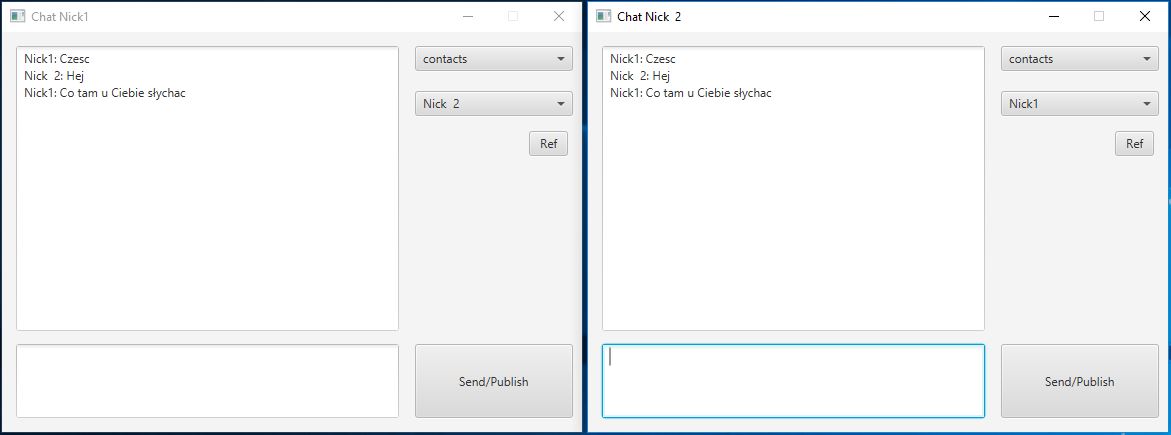 Chat Nick1
Nick1: Czesc
Nick  2: Hej
Nick1: Co tam u Ciebie słychac
contacts
Nick  2
Ref
Send/Publish
Chat Nick  2
Nick1: Czesc
Nick  2: Hej
Nick1: Co tam u Ciebie słychac
contacts
Nick1
Ref
Send/Publish